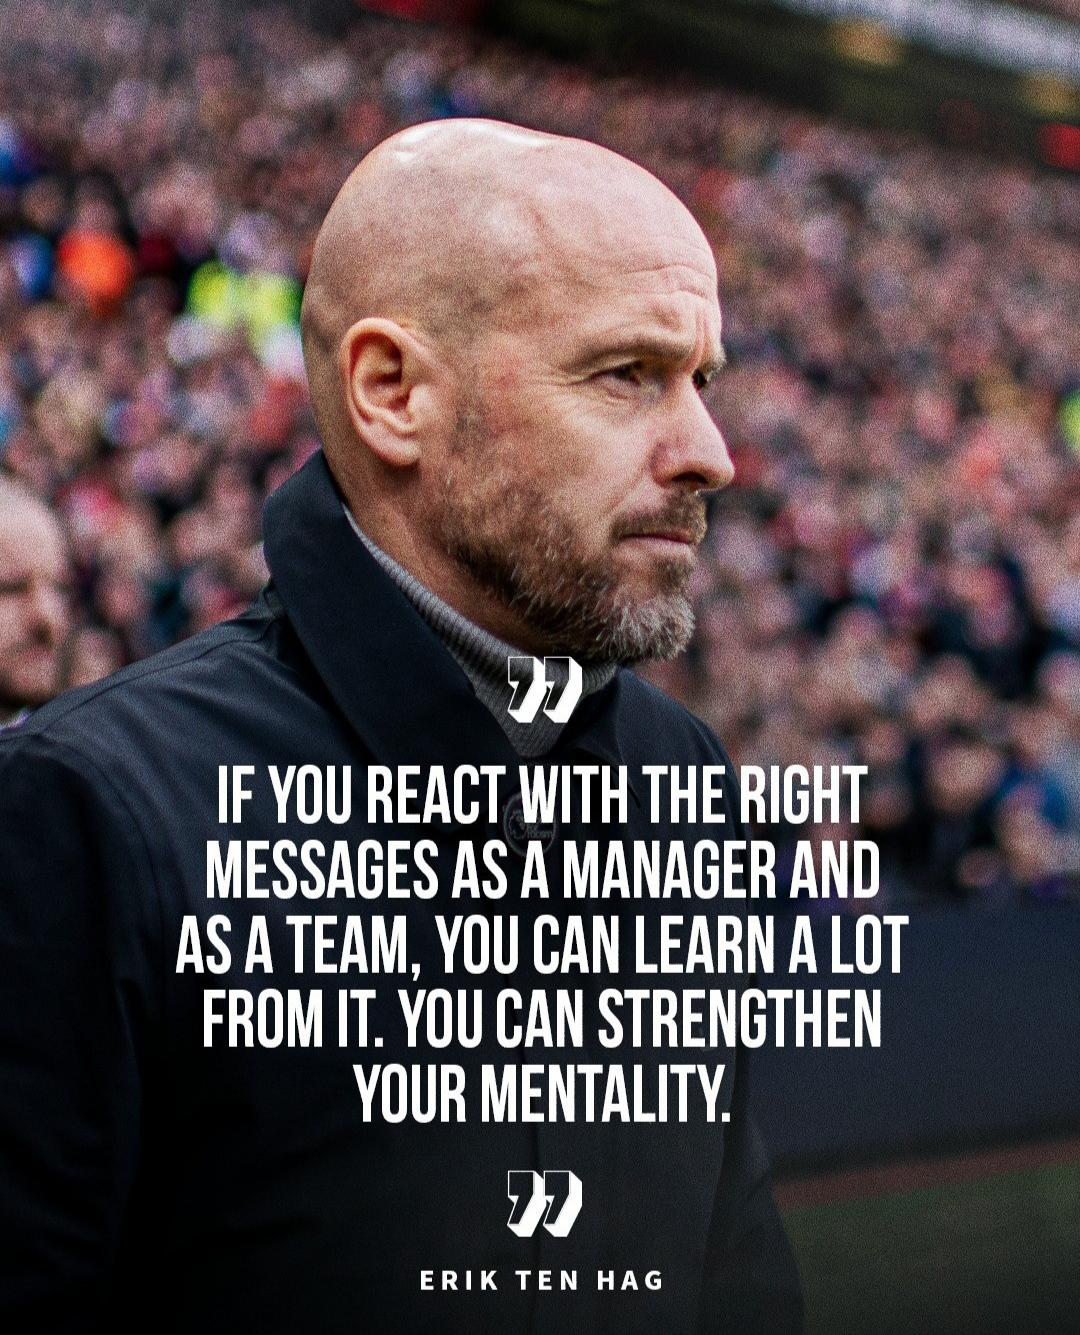 IF YOU REACT WITH THE RIGHT
MESSAGES AS A MANAGER AND
AS A TEAM, YOU CAN LEARN A LOT
FROM IT. YOU CAN STRENGTHEN
YOUR MENTALITY.
ERIK TEN HAG